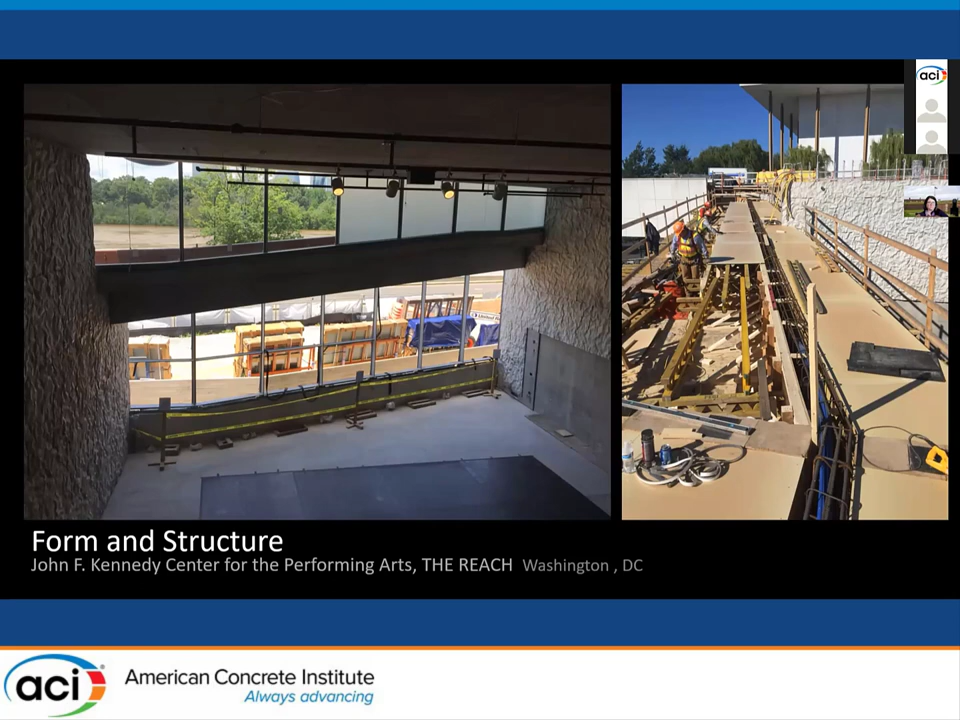 aci
Form and Structure
John F. Kennedy Center for the Performing Arts, THE REACH Washington , DC
aci
American Concrete Institute
Always advancing